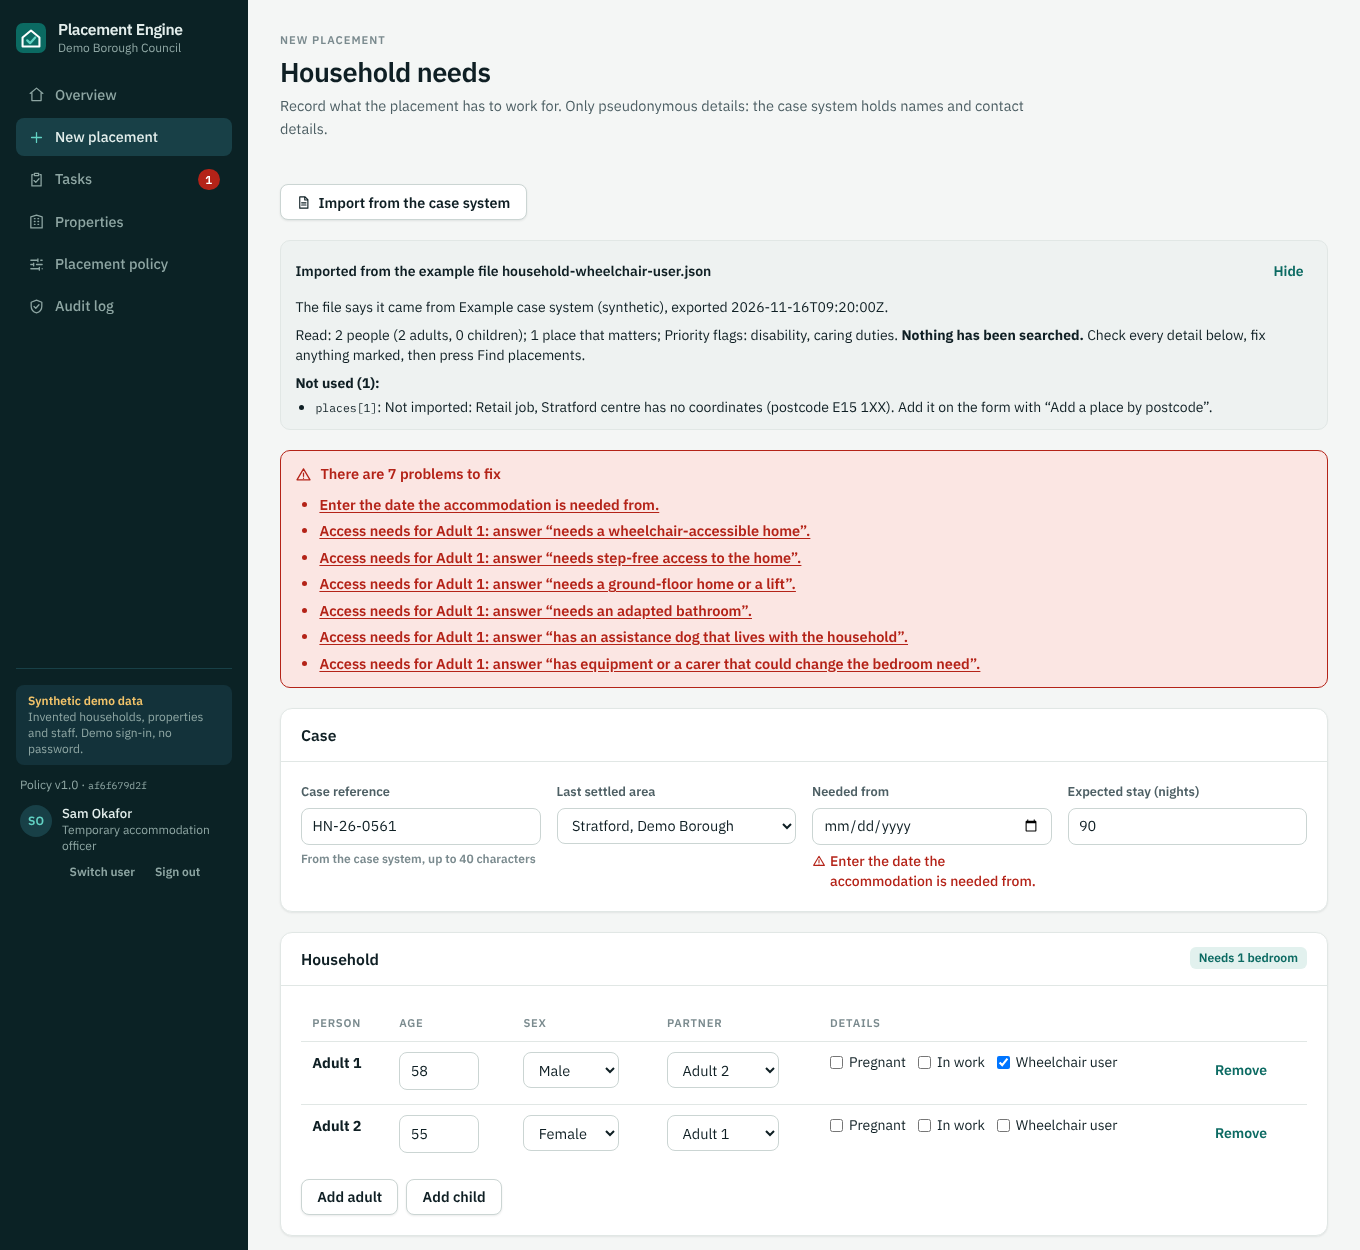 Placement Engine
Demo Borough Council
Overview
New placement
Tasks
1
Properties
Placement policy
Audit log
Synthetic demo data
Invented households, properties
and staff. Demo sign-in, no
password.
Policy v1.0 · af6f679d2f
SO
Sam Okafor
Temporary accommodation
officer
Switch user Sign out
NEW PLACEMENT
Household needs
Record what the placement has to work for. Only pseudonymous details: the case system holds names and contact
details.
Import from the case system
Imported from the example file household-wheelchair-user.json
Hide
The file says it came from Example case system (synthetic), exported 2026-11-16T09:20:00Z.
Read: 2 people (2 adults, 0 children); 1 place that matters; Priority flags: disability, caring duties. Nothing has been searched. Check every detail below, fix
anything marked, then press Find placements.
Not used (1):
places[1]: Not imported: Retail job, Stratford centre has no coordinates (postcode E15 1XX). Add it on the form with “Add a place by postcode”.
There are 7 problems to fix
Enter the date the accommodation is needed from.
Access needs for Adult 1: answer “needs a wheelchair-accessible home”.
Access needs for Adult 1: answer “needs step-free access to the home”.
Access needs for Adult 1: answer “needs a ground-floor home or a lift”.
Access needs for Adult 1: answer “needs an adapted bathroom”.
Access needs for Adult 1: answer “has an assistance dog that lives with the household”.
Access needs for Adult 1: answer “has equipment or a carer that could change the bedroom need”.
Case
Case reference Last settled area Needed from Expected stay (nights)
HN-26-0561 Stratford, Demo Borough mm/dd/yyyy 90
From the case system, up to 40 characters
Enter the date the
accommodation is needed from.
Household
Needs 1 bedroom
PERSON AGE SEX PARTNER DETAILS
Adult 1 58 Male Adult 2 Pregnant In work Wheelchair user Remove
Adult 2 55 Female Adult 1 Pregnant In work Wheelchair user Remove
Add adult Add child